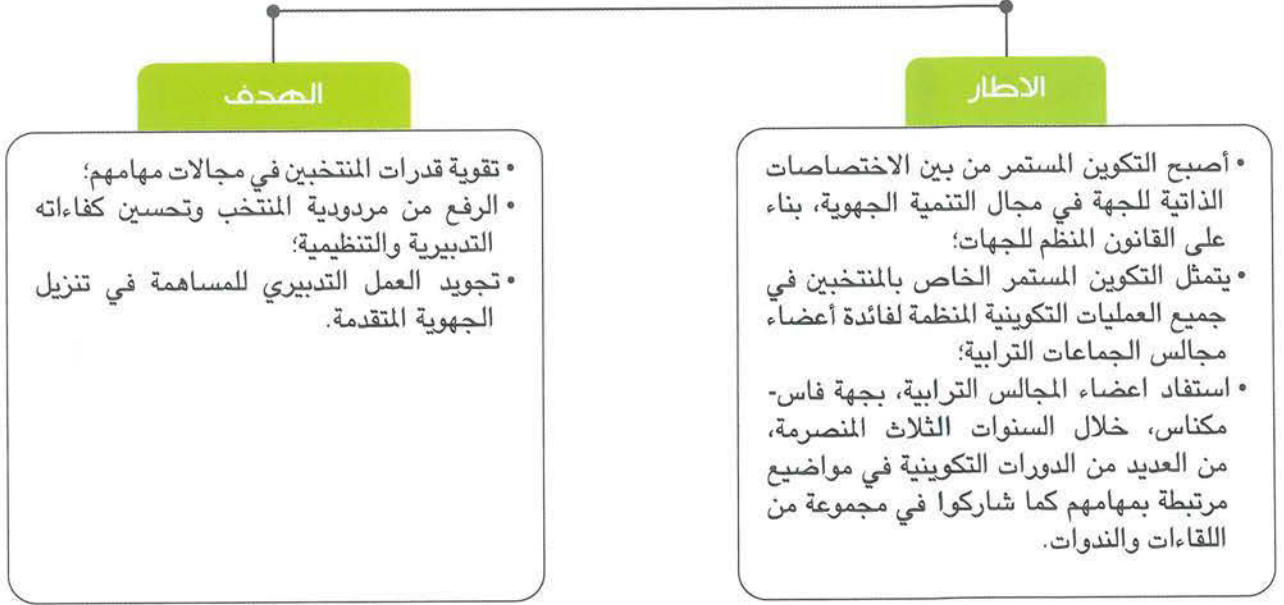 الاطار
• أصبح التكوين المستمر من بين الاختصاصات
الذاتية للجهة في مجال التنمية الجهوية، بناء
على القانون المنظم للجهات؛
• يتمثل التكوين المستمر الخاص بالمنتخبين في
جميع العمليات التكوينية المنظمة لفائدة أعضاء
مجالس الجماعات الترابية؛
• استفاد اعضاء المجالس الترابية، بجهة فاس-
مكناس، خلال السنوات الثلاث المنصرمة،
من العديد من الدورات التكوينية في مواضيع
مرتبطة بمهامهم كما شاركوا في مجموعة من
اللقاءات والندوات.
الهدف
• تقوية قدرات المنتخبين في مجالات مهامهم؛
• الرفع من مردودية المنتخب وتحسين كفاءاته
التدبيرية والتنظيمية؛
• تجويد العمل التدبيري للمساهمة في تنزيل
الجهوية المتقدمة.